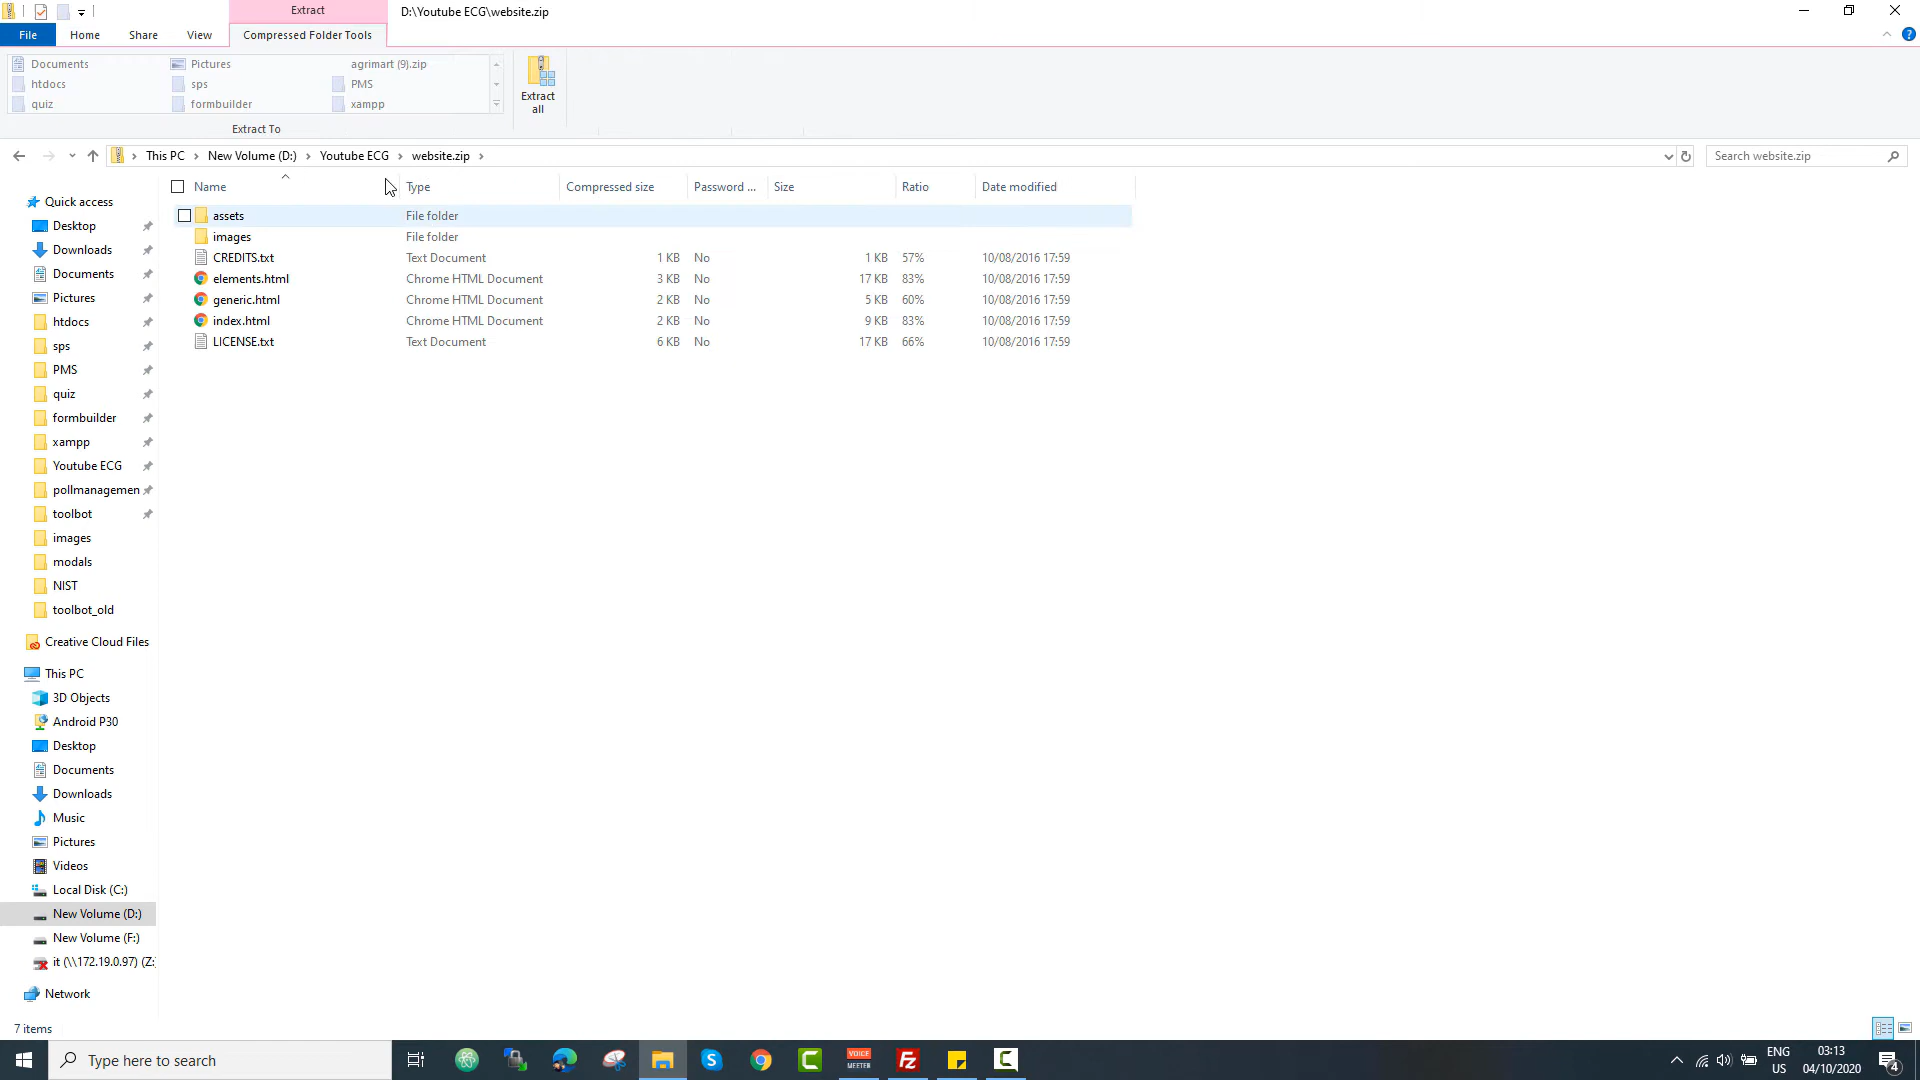 Extract
D:\Youtube ECG\website.zip
File
Home
Share
View
Compressed Folder Tools
Documents
Pictures
agrimart (9).zip
htdocs
sps
PMS
quiz
formbuilder
xampp
Extract all
Extract To
This PC
New Volume (D:)
Youtube ECG
website.zip
Search website.zip
Name
Type
Compressed size
Password ...
Size
Ratio
Date modified
assets File folder
images File folder
CREDITS.txt Text Document 1 KB No 1 KB 57% 10/08/2016 17:59
elements.html Chrome HTML Document 3 KB No 17 KB 83% 10/08/2016 17:59
generic.html Chrome HTML Document 2 KB No 5 KB 60% 10/08/2016 17:59
index.html Chrome HTML Document 2 KB No 9 KB 83% 10/08/2016 17:59
LICENSE.txt Text Document 6 KB No 17 KB 66% 10/08/2016 17:59
Quick access
Desktop
Downloads
Documents
Pictures
htdocs
sps
PMS
quiz
formbuilder
xampp
Youtube ECG
pollmanagemen
toolbot
images
modals
NIST
toolbot_old
Creative Cloud Files
This PC
3D Objects
Android P30
Desktop
Documents
Downloads
Music
Pictures
Videos
Local Disk (C:)
New Volume (D:)
New Volume (F:)
it (\\172.19.0.97) (Z:
Network
7 items
Type here to search
VOICE
MEETER
ENG
US
03:13
04/10/2020
4